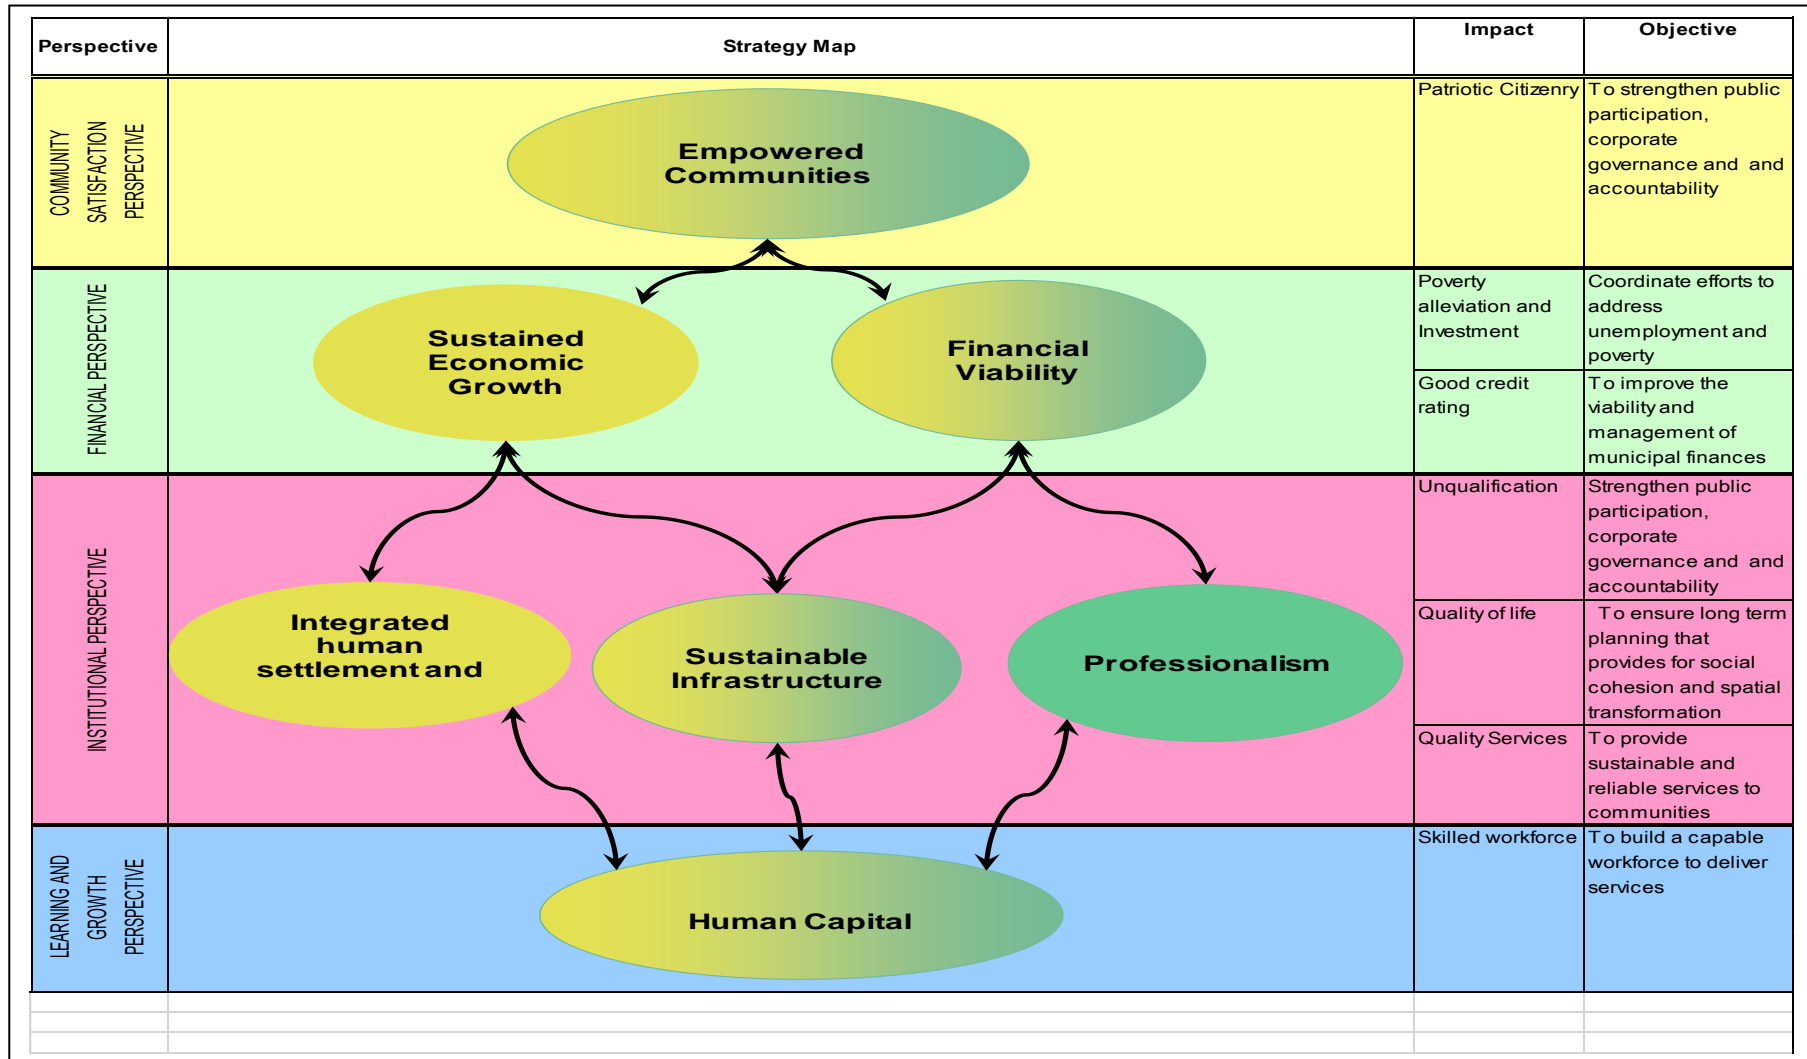 Perspective
Strategy Map
Impact
Objective
COMMUNITY
SATISFACTION
PERSPECTIVE
Empowered
Communities
Patriotic Citizenry
To strengthen public
participation,
corporate
governance and  and
accountability
FINANCIAL PERSPECTIVE
Sustained
Economic
Growth
Financial
Viability
Poverty
alleviation and
Investment
Coordinate efforts to
address
unemployment and
poverty
Good credit
rating
To improve the
viability and
management of
municipal finances
INSTITUTIONAL PERSPECTIVE
Integrated
human
settlement and
Sustainable
Infrastructure
Professionalism
Unqualification
Strengthen public
participation,
corporate
governance and  and
accountability
Quality of life
To ensure long term
planning that
provides for social
cohesion and spatial
transformation
Quality Services
To provide
sustainable and
reliable services to
communities
LEARNING AND
GROWTH
PERSPECTIVE
Human Capital
Skilled workforce
To build a capable
workforce to deliver
services